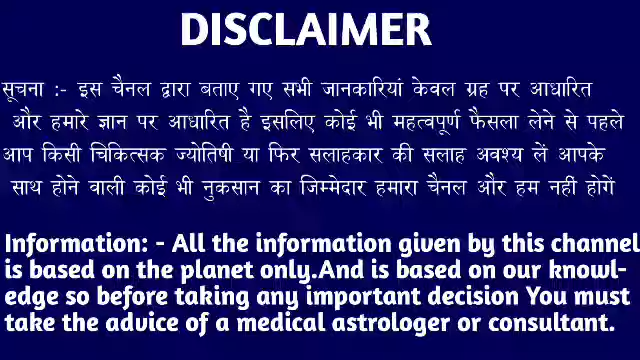 DISCLAIMER
सूचना :- इस चैनल द्वारा बताए गए सभी जानकारियां केवल ग्रह पर आधारित
और हमारे ज्ञान पर आधारित है इसलिए कोई भी महत्वपूर्ण फैसला लेने से पहले
आप किसी चिकित्सक ज्योतिषी या फिर सलाहकार की सलाह अवश्य लें आपके
साथ होने वाली कोई भी नुकसान का जिम्मेदार हमारा चैनल और हम नहीं होगें
Information: - All the information given by this channel
is based on the planet only.And is based on our knowl-
edge so before taking any important decision You must
take the advice of a medical astrologer or consultant.